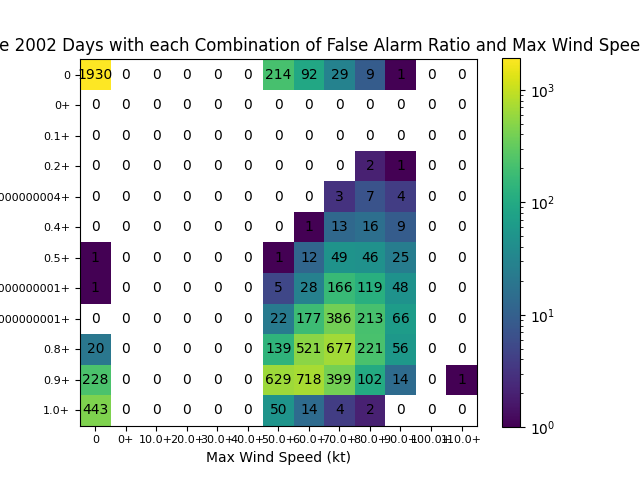 e 2002 Days with each Combination of False Alarm Ratio and Max Wind Spee
0 1930 0 0 0 0 0 214 92 29 9 1 0 0
0+ 0 0 0 0 0 0 0 0 0 0 0 0 0
0.1+ 0 0 0 0 0 0 0 0 0 0 0 0 0
0.2+ 0 0 0 0 0 0 0 0 0 2 1 0 0
000000004+ 0 0 0 0 0 0 0 0 3 7 4 0 0
0.4+ 0 0 0 0 0 0 0 1 13 16 9 0 0
0.5+ 1 0 0 0 0 0 1 12 49 46 25 0 0
000000001+ 1 0 0 0 0 0 5 28 166 119 48 0 0
000000001+ 0 0 0 0 0 0 22 177 386 213 66 0 0
0.8+ 20 0 0 0 0 0 139 521 677 221 56 0 0
0.9+ 228 0 0 0 0 0 629 718 399 102 14 0 1
1.0+ 443 0 0 0 0 0 50 14 4 2 0 0 0
0 0+ 10.0+ 20.0+ 30.0+ 40.0+ 50.0+ 60.0+ 70.0+ 80.0+ 90.0+ 100.0+ 110.0+
Max Wind Speed (kt)
10³
10²
10¹
10⁰